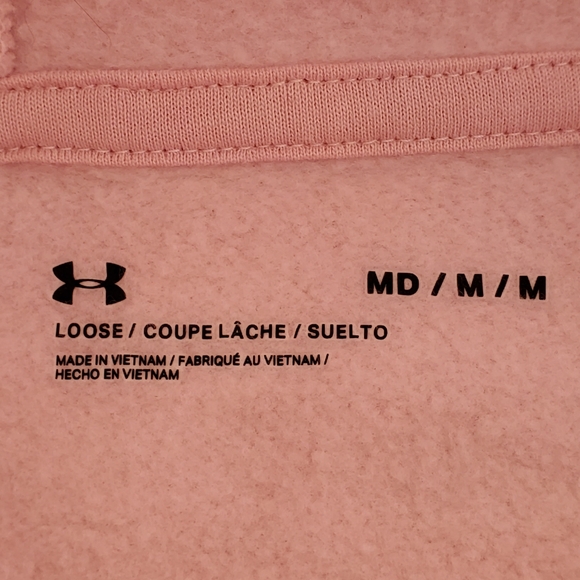 MD / M / M
LOOSE / COUPE LÂCHE / SUELTO
MADE IN VIETNAM / FABRIQUÉ AU VIETNAM /
HECHO EN VIETNAM